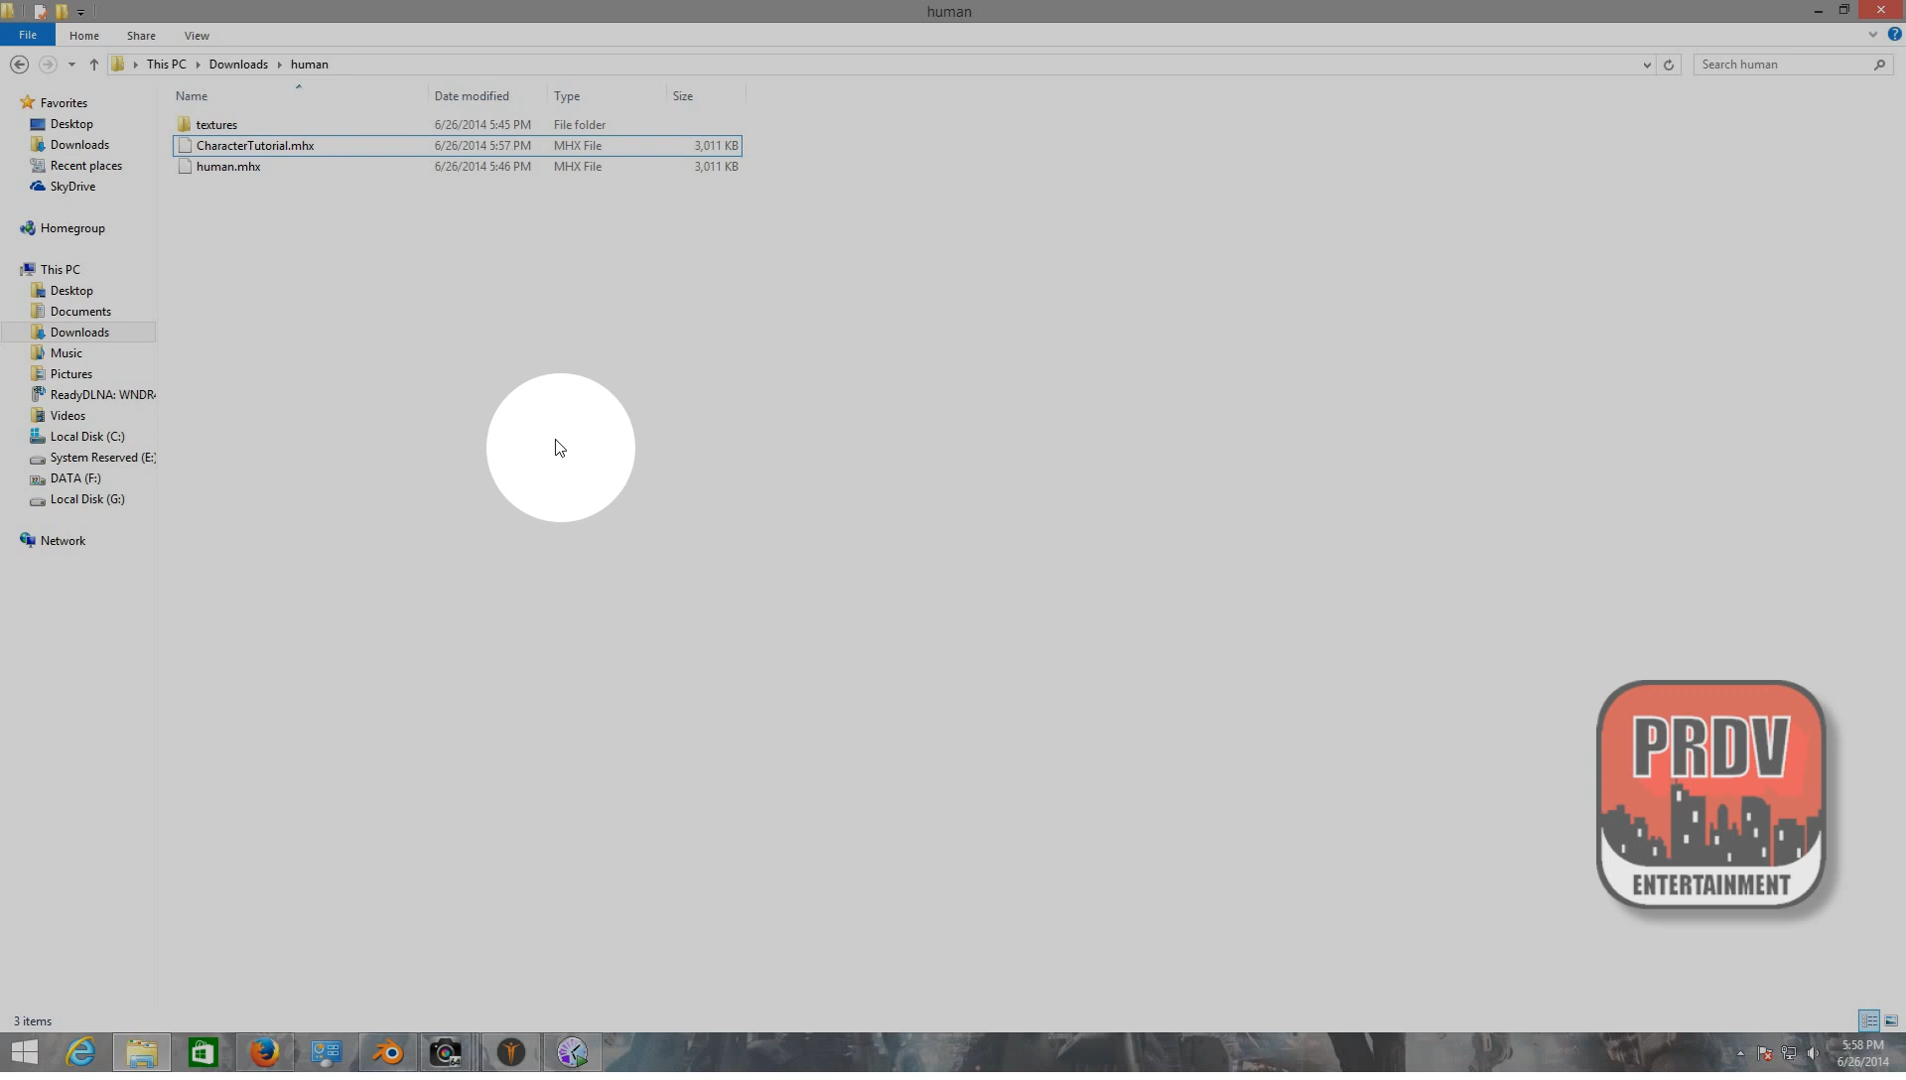 human
File Home Share View
This PC Downloads human
Search human
Name Date modified Type Size
textures 6/26/2014 5:45 PM File folder
CharacterTutorial.mhx 6/26/2014 5:57 PM MHX File 3,011 KB
human.mhx 6/26/2014 5:46 PM MHX File 3,011 KB
Favorites
Desktop
Downloads
Recent places
SkyDrive
Homegroup
This PC
Desktop
Documents
Downloads
Music
Pictures
ReadyDLNA: WNDR4
Videos
Local Disk (C:)
System Reserved (E:)
DATA (F:)
Local Disk (G:)
Network
PRDV
ENTERTAINMENT
3 items
64
5:58 PM
6/26/2014